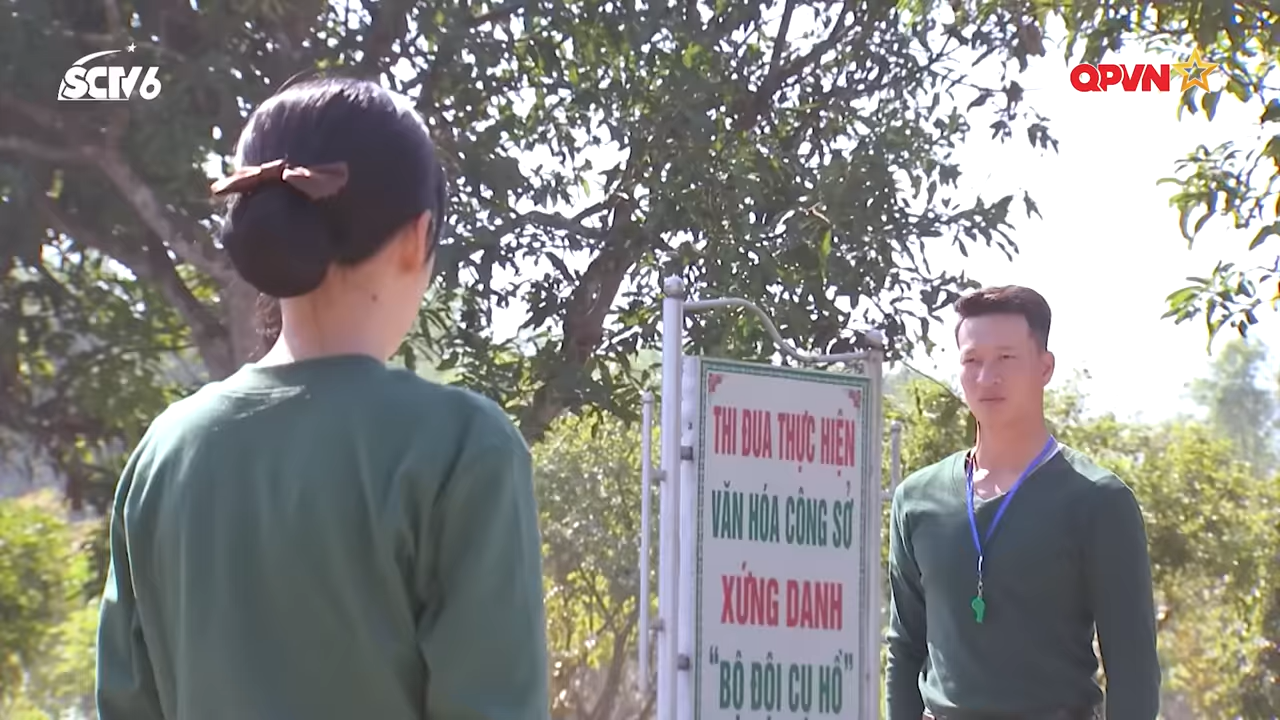 SCTV6
QPVN
THI ĐUA THỰC HIỆN
VĂN HÓA CÔNG SỞ
XỨNG DANH
“BỘ ĐỘI CỤ HỒ”